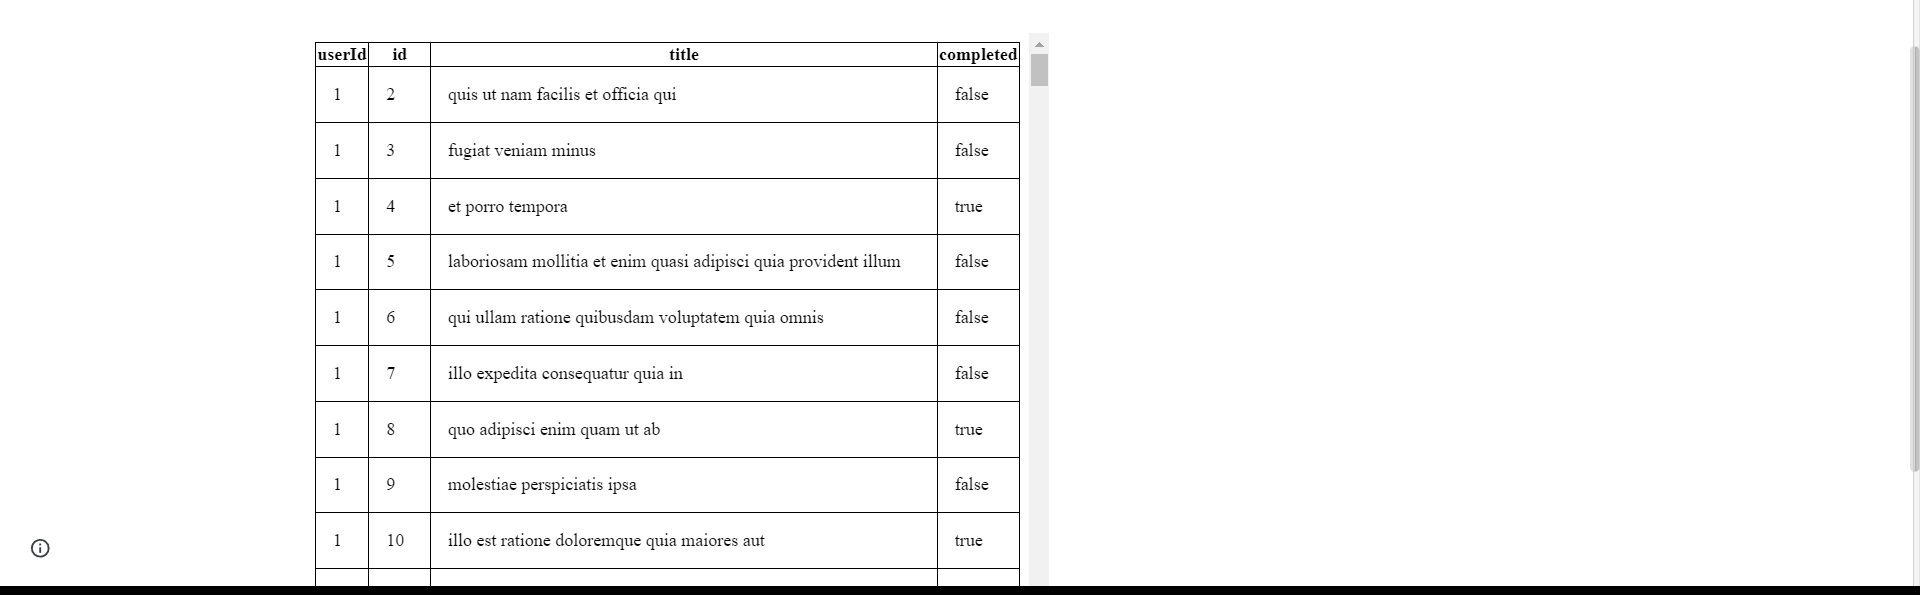 userId id title completed
1 2 quis ut nam facilis et officia qui false
1 3 fugiat veniam minus false
1 4 et porro tempora true
1 5 laboriosam mollitia et enim quasi adipisci quia provident illum false
1 6 qui ullam ratione quibusdam voluptatem quia omnis false
1 7 illo expedita consequatur quia in false
1 8 quo adipisci enim quam ut ab true
1 9 molestiae perspiciatis ipsa false
1 10 illo est ratione doloremque quia maiores aut true